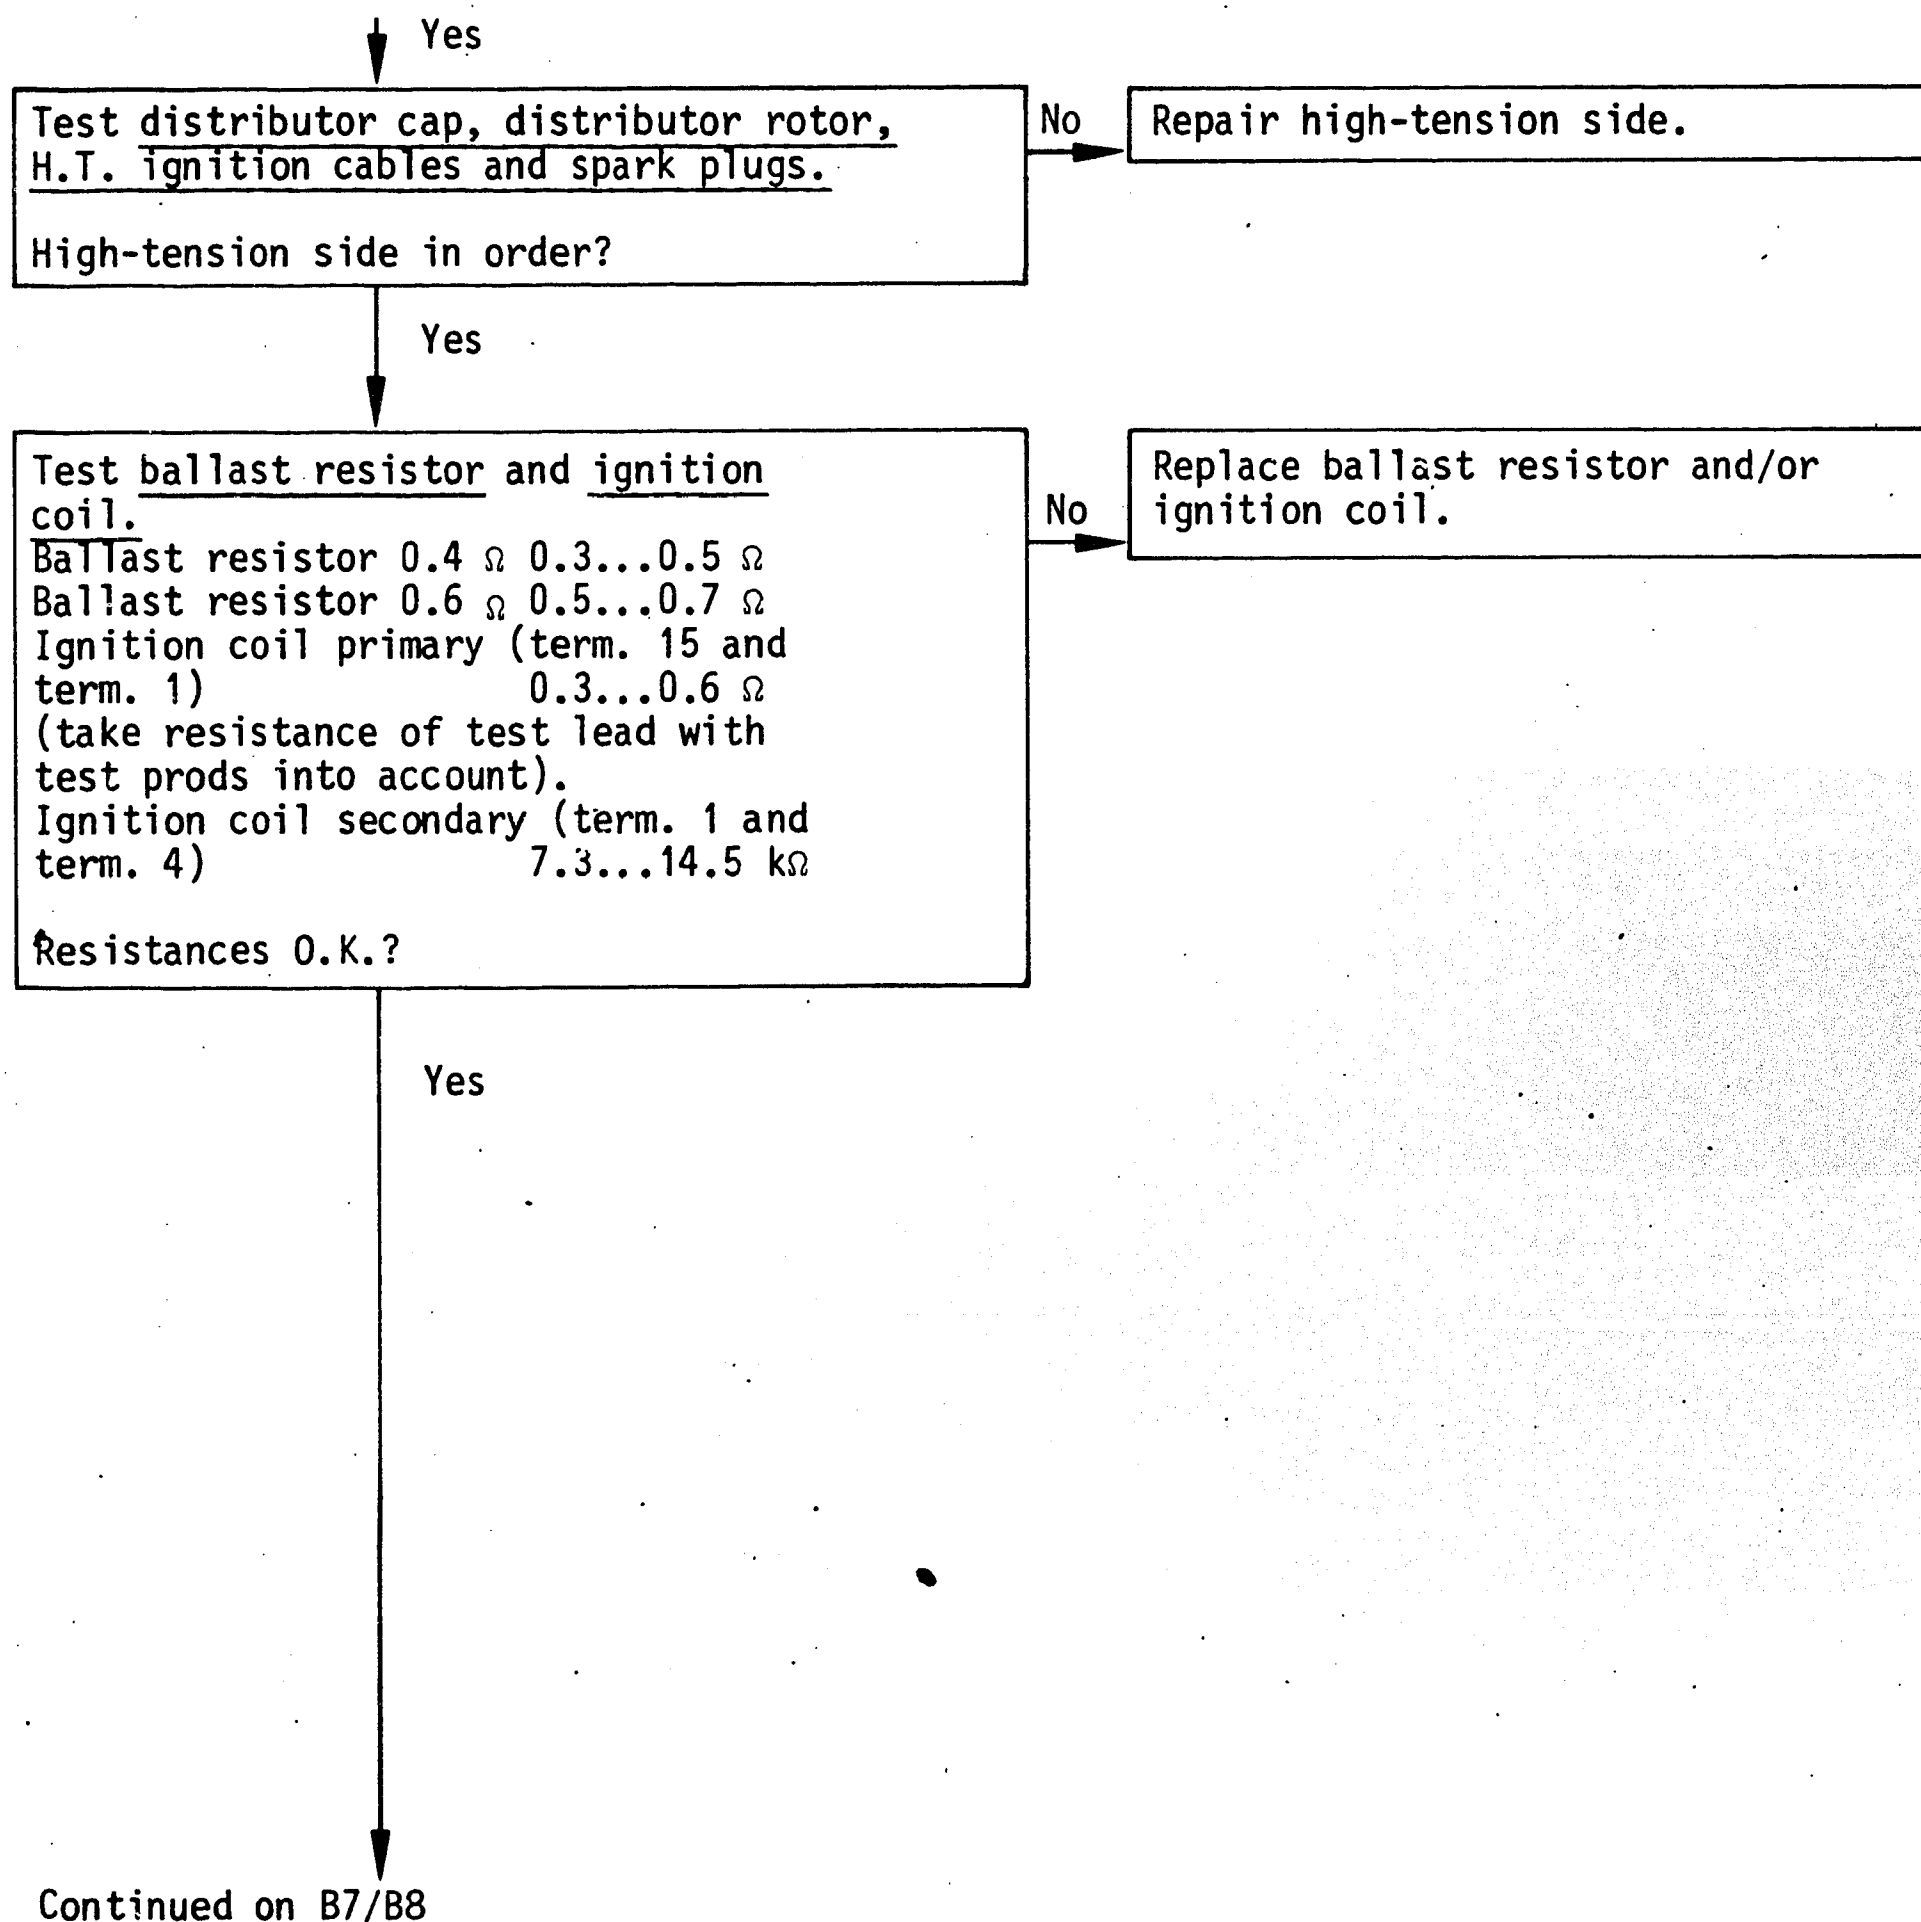 Yes
Test distributor cap, distributor rotor,
H.T. ignition cables and spark plugs.
High-tension side in order?
No
Repair high-tension side.
Yes
Test ballast resistor and ignition
coil.
Ballast resistor 0.4 Ω 0.3...0.5 Ω
Ballast resistor 0.6 Ω 0.5...0.7 Ω
Ignition coil primary (term. 15 and
term. 1) 0.3...0.6 Ω
(take resistance of test lead with
test prods into account).
Ignition coil secondary (term. 1 and
term. 4) 7.3...14.5 kΩ
Resistances O.K.?
No
Replace ballast resistor and/or
ignition coil.
Yes
Continued on B7/B8